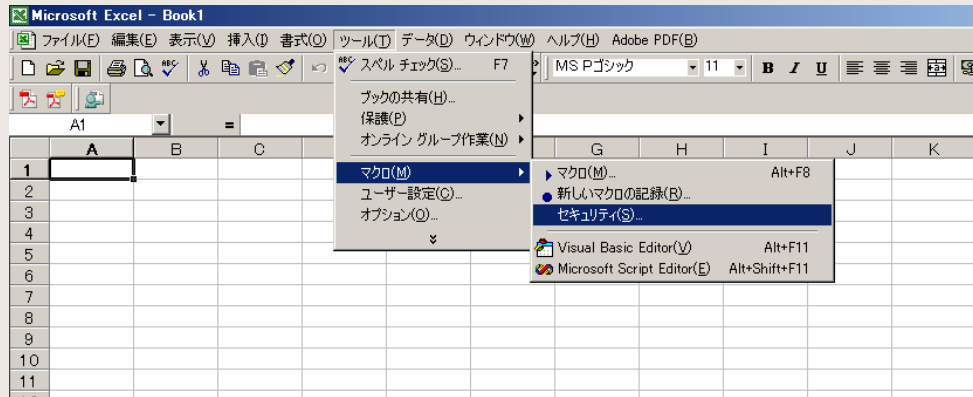 Microsoft Excel - Book1
ファイル(F) 編集(E) 表示(V) 挿入(I) 書式(O) ツール(T) データ(D) ウィンドウ(W) ヘルプ(H) Adobe PDF(B)
ABC
MS Pゴシック 11 B I U
A1 =
A B C G H I J K
1
2
3
4
5
6
7
8
9
10
11
ABC スペル チェック(S)... F7
ブックの共有(H)...
保護(P)
オンライン グループ作業(N)
マクロ(M)
ユーザー設定(C)...
オプション(O)...
マクロ(M)... Alt+F8
新しいマクロの記録(R)...
セキュリティ(S)...
Visual Basic Editor(V) Alt+F11
Microsoft Script Editor(E) Alt+Shift+F11